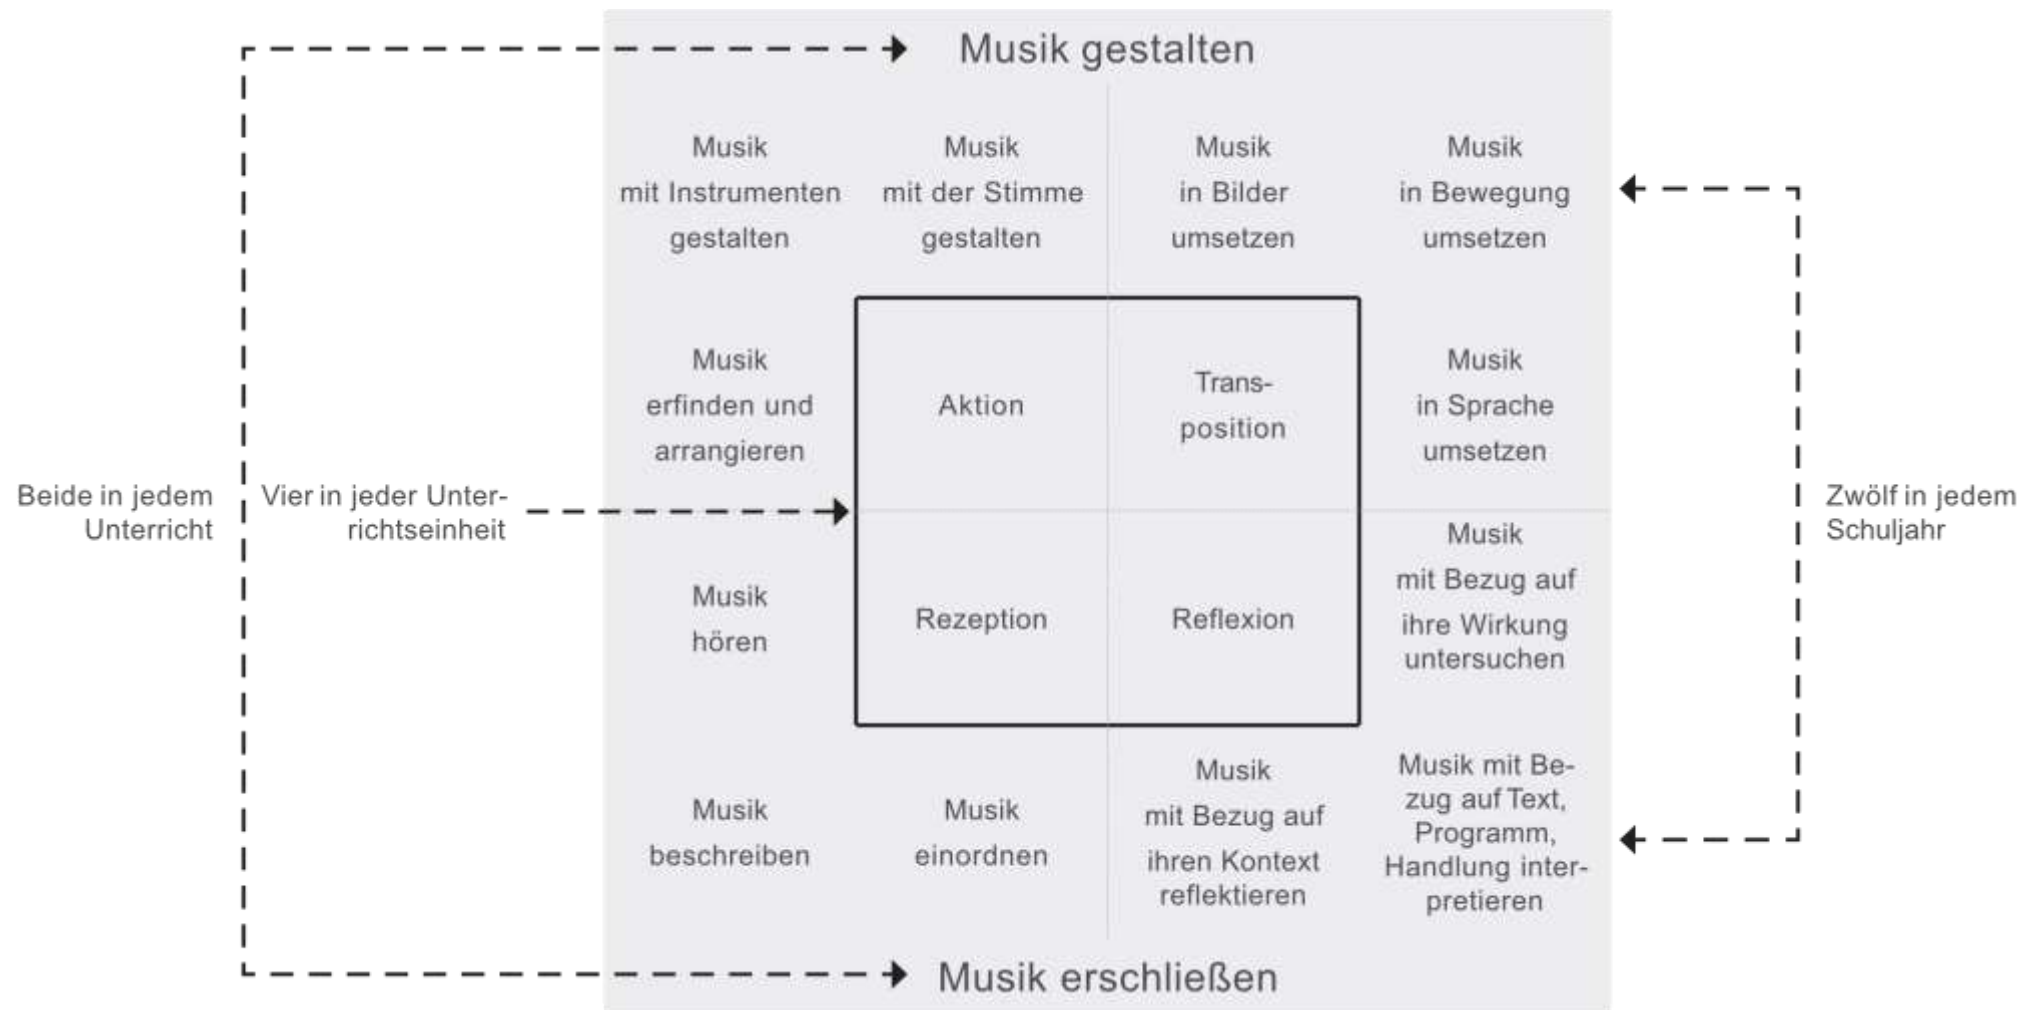 Musik gestalten
Musik
mit Instrumenten
gestalten
Musik
mit der Stimme
gestalten
Musik
in Bilder
umsetzen
Musik
in Bewegung
umsetzen
Musik
erfinden und
arrangieren
Aktion
Trans-
position
Musik
in Sprache
umsetzen
Beide in jedem
Unterricht
Vier in jeder Unter-
richtseinheit
Zwölf in jedem
Schuljahr
Musik
hören
Rezeption
Reflexion
Musik
mit Bezug auf
ihre Wirkung
untersuchen
Musik
beschreiben
Musik
einordnen
Musik
mit Bezug auf
ihren Kontext
reflektieren
Musik mit Be-
zug auf Text,
Programm,
Handlung inter-
pretieren
Musik erschließen